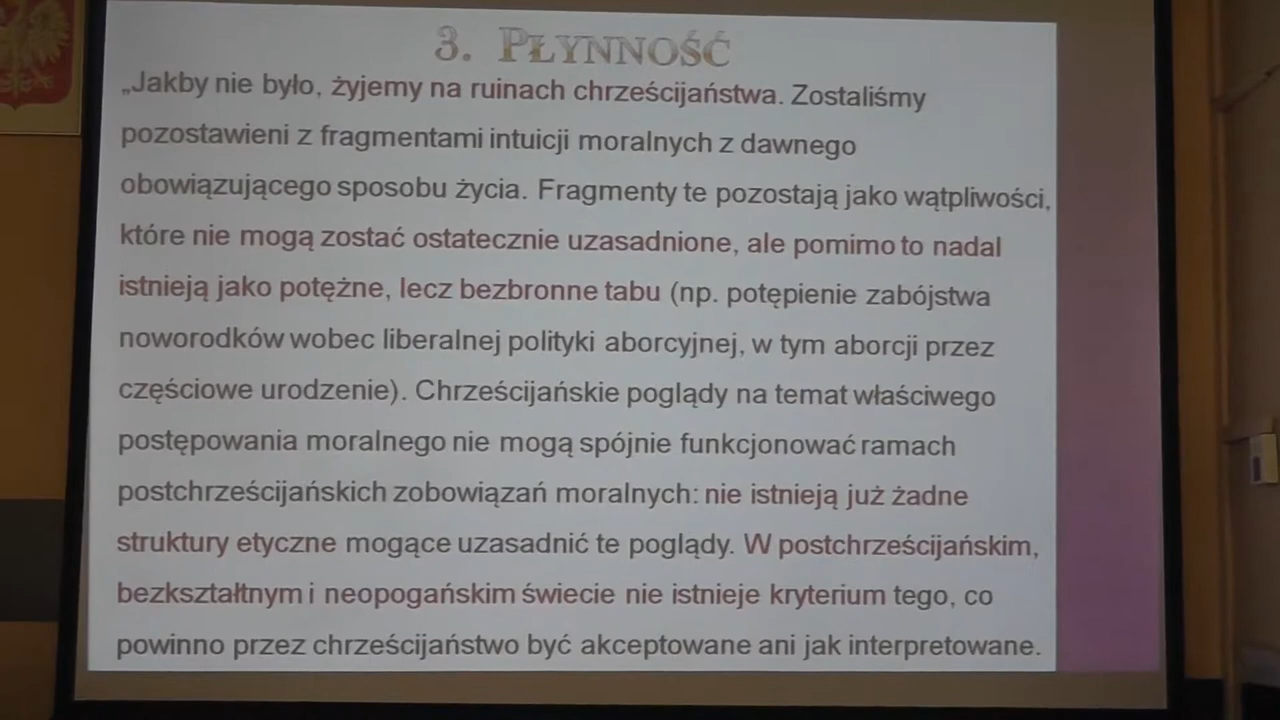 3. PŁYNNOŚĆ
„Jakby nie było, żyjemy na ruinach chrześcijaństwa. Zostaliśmy
pozostawieni z fragmentami intuicji moralnych z dawnego
obowiązującego sposobu życia. Fragmenty te pozostają jako wątpliwości,
które nie mogą zostać ostatecznie uzasadnione, ale pomimo to nadal
istnieją jako potężne, lecz bezbronne tabu (np. potępienie zabójstwa
noworodków wobec liberalnej polityki aborcyjnej, w tym aborcji przez
częściowe urodzenie). Chrześcijańskie poglądy na temat właściwego
postępowania moralnego nie mogą spójnie funkcjonować ramach
postchrześcijańskich zobowiązań moralnych: nie istnieją już żadne
struktury etyczne mogące uzasadnić te poglądy. W postchrześcijańskim,
bezkształtnym i neopogańskim świecie nie istnieje kryterium tego, co
powinno przez chrześcijaństwo być akceptowane ani jak interpretowane.